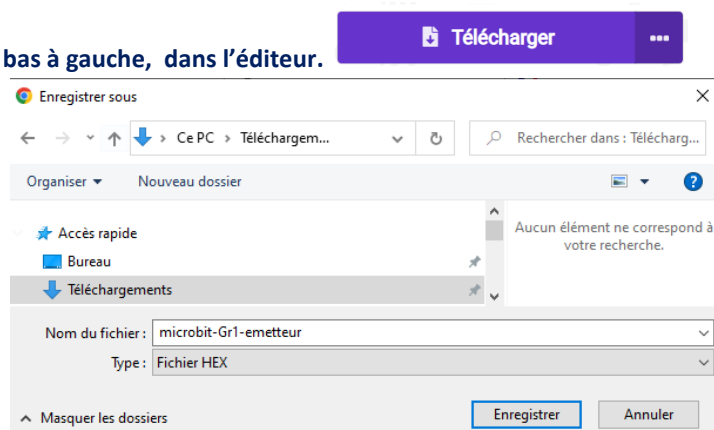 Télécharger
bas à gauche, dans l'éditeur.
Enregistrer sous
Ce PC > Téléchargem...
Rechercher dans : Télécharg...
Organiser
Nouveau dossier
Accès rapide
Aucun élément ne correspond à
votre recherche.
Bureau
Téléchargements
Nom du fichier : microbit-Gr1-emetteur
Type : Fichier HEX
Masquer les dossiers
Enregistrer
Annuler